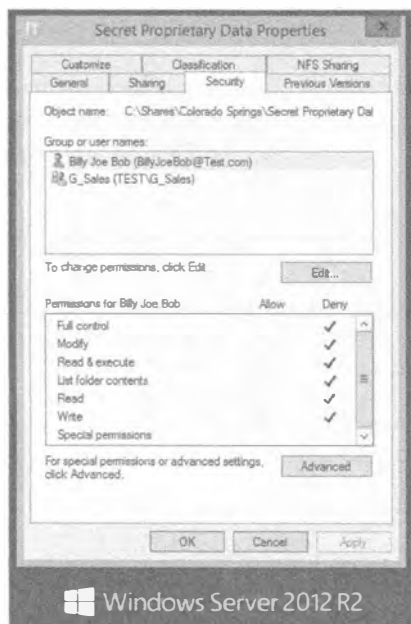 Secret Proprietary Data Properties
Customize Classification NFS Sharing
General Sharing Security Previous Versions
Object name: C:\Shares\Colorado Springs\Secret Proprietary Dat
Group or user names:
Billy Joe Bob (BillyJoeBob@Test.com)
G_Sales (TEST\G_Sales)
To change permissions, click Edit
Edit...
Permissions for Billy Joe Bob Allow Deny
Full control
Modify
Read & execute
List folder contents
Read
Write
Special permissions
For special permissions or advanced settings,
click Advanced.
Advanced
OK Cancel Apply
Windows Server 2012 R2